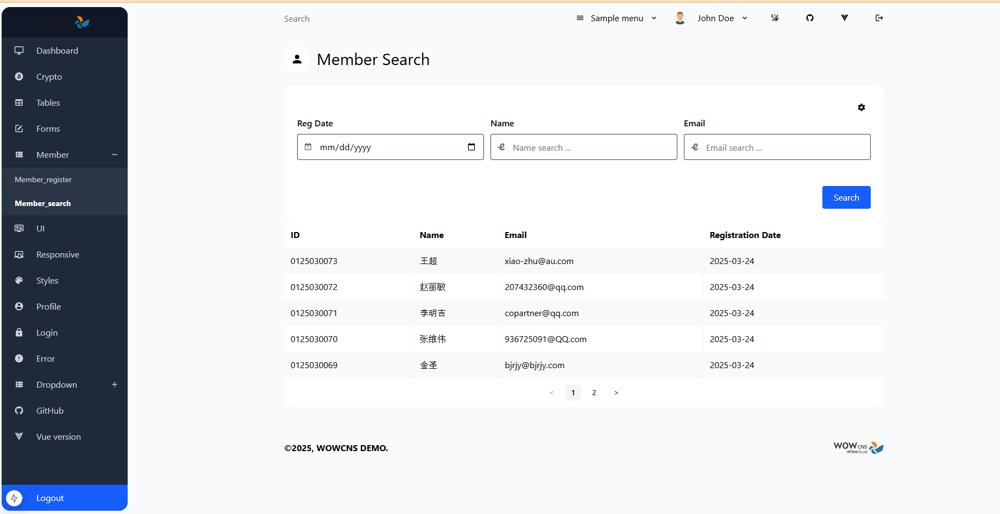 WOW
Dashboard
Crypto
Tables
Forms
Member
Member_register
Member_search
UI
Responsive
Styles
Profile
Login
Error
Dropdown
GitHub
Vue version
Logout
Search
Sample menu
John Doe
Member Search
Reg Date
Name
Email
mm/dd/yyyy
Name search ...
Email search ...
Search
ID Name Email Registration Date
0125030073 王超 xiao-zhu@au.com 2025-03-24
0125030072 赵丽敏 207432360@qq.com 2025-03-24
0125030071 李明吉 copartner@qq.com 2025-03-24
0125030070 张维伟 936725091@QQ.com 2025-03-24
0125030069 金圣 bjrjy@bjrjy.com 2025-03-24
< 1 2 >
©2025, WOWCNS DEMO.
WOW CNS
VIETNAM Co.,Ltd